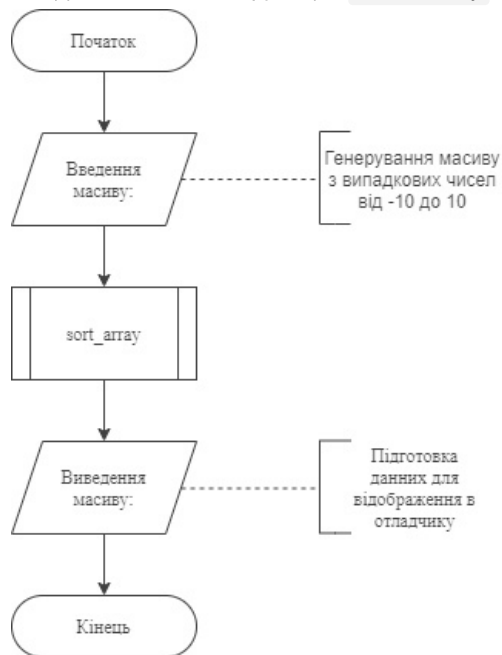 Початок
Введення
масиву:
Генерування масиву
з випадкових чисел
від -10 до 10
sort_array
Виведення
масиву:
Підготовка
данних для
відображення в
отладчику
Кінець